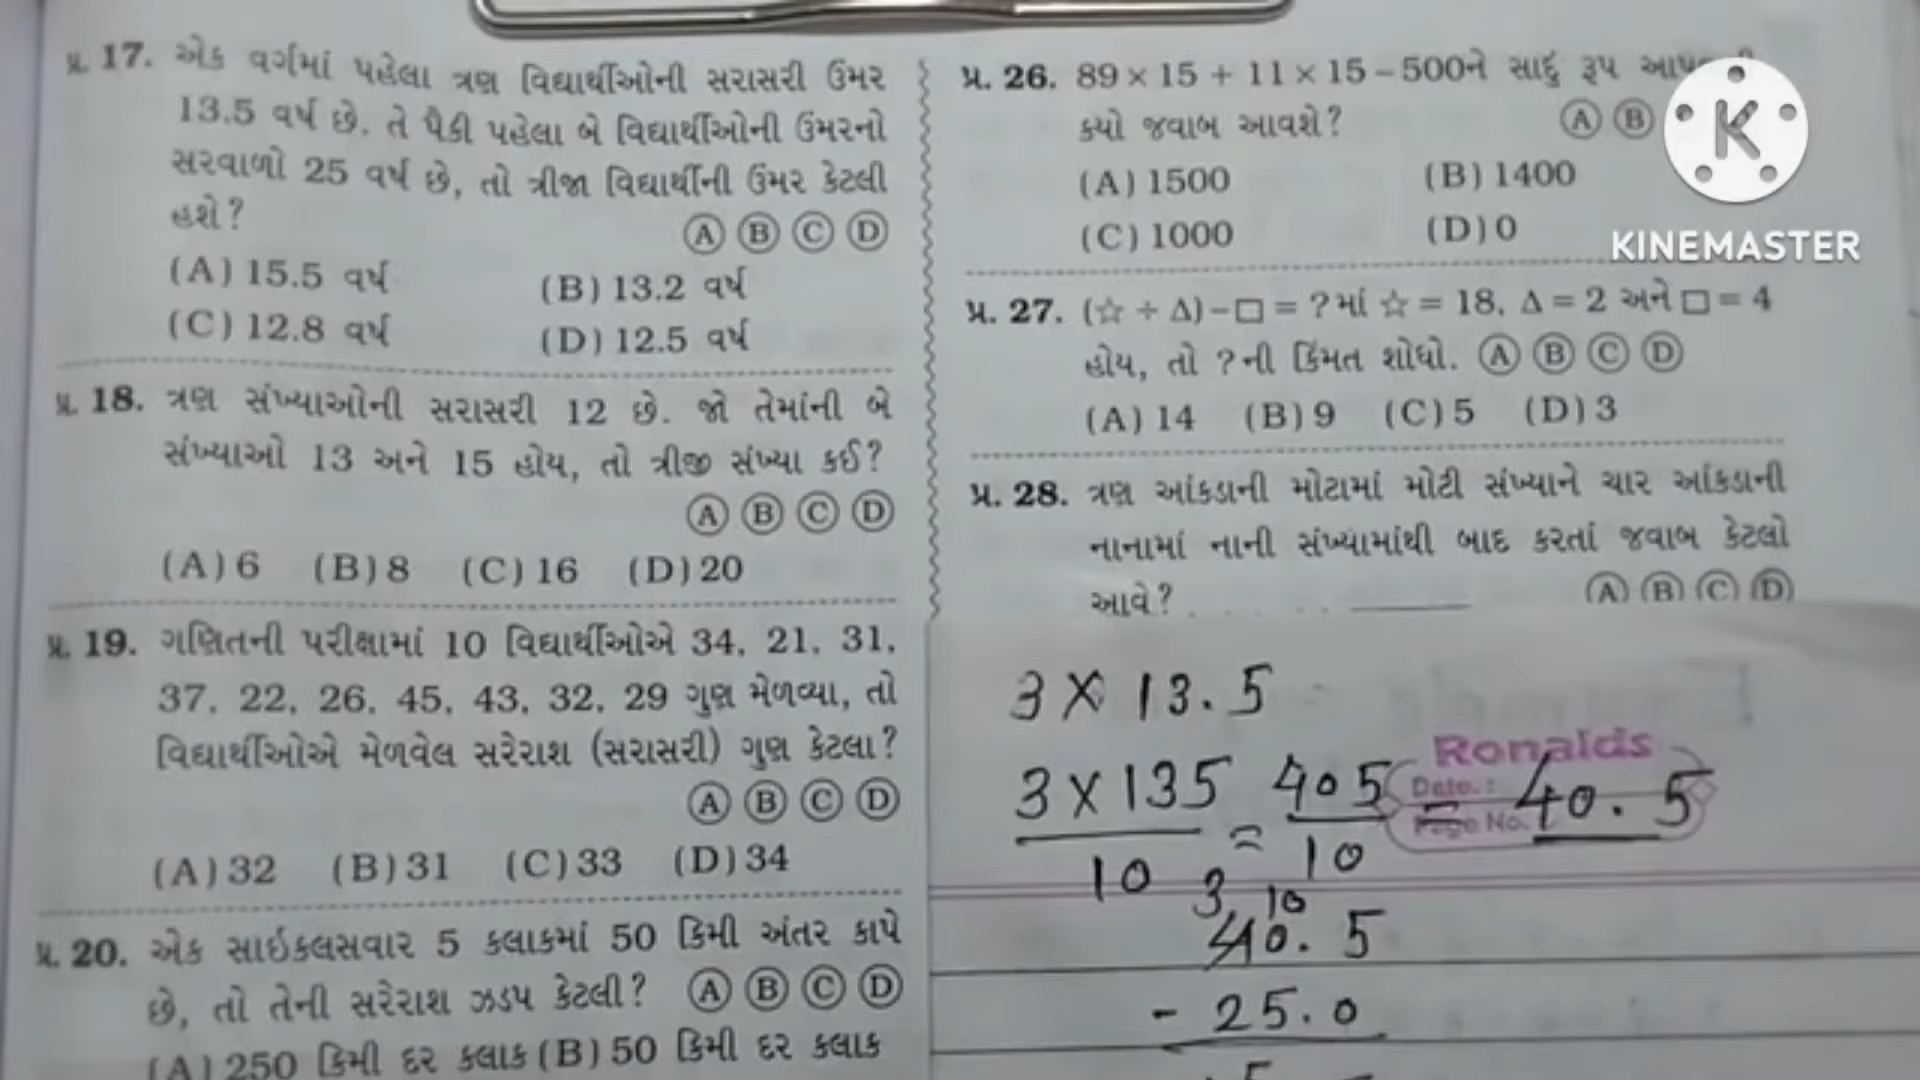 પ્ર. 17. એક વર્ગમાં પહેલા ત્રણ વિદ્યાર્થીઓની સરાસરી ઉંમર
13.5 વર્ષ છે. તે પૈકી પહેલા બે વિદ્યાર્થીઓની ઉંમરનો
સરવાળો 25 વર્ષ છે, તો ત્રીજા વિદ્યાર્થીની ઉંમર કેટલી
હશે? Ⓐ Ⓑ Ⓒ Ⓓ
(A) 15.5 વર્ષ (B) 13.2 વર્ષ
(C) 12.8 વર્ષ (D) 12.5 વર્ષ
પ્ર. 18. ત્રણ સંખ્યાઓની સરાસરી 12 છે. જો તેમાંની બે
સંખ્યાઓ 13 અને 15 હોય, તો ત્રીજી સંખ્યા કઈ?
Ⓐ Ⓑ Ⓒ Ⓓ
(A) 6 (B) 8 (C) 16 (D) 20
પ્ર. 19. ગણિતની પરીક્ષામાં 10 વિદ્યાર્થીઓએ 34, 21, 31,
37, 22, 26, 45, 43, 32, 29 ગુણ મેળવ્યા, તો
વિદ્યાર્થીઓએ મેળવેલ સરેરાશ (સરાસરી) ગુણ કેટલા?
Ⓐ Ⓑ Ⓒ Ⓓ
(A) 32 (B) 31 (C) 33 (D) 34
પ્ર. 20. એક સાઇકલસવાર 5 કલાકમાં 50 કિમી અંતર કાપે
છે, તો તેની સરેરાશ ઝડપ કેટલી? Ⓐ Ⓑ Ⓒ Ⓓ
(A) 250 કિમી દર કલાક (B) 50 કિમી દર કલાક
પ્ર. 26. 89 × 15 + 11 × 15 – 500ને સાદું રૂપ
કયો જવાબ આવશે? Ⓐ Ⓑ
(A) 1500 (B) 1400
(C) 1000 (D) 0
K
KINEMASTER
પ્ર. 27. (☆ ÷ Δ) – □ = ? માં ☆ = 18, Δ = 2 અને □ = 4
હોય, તો ? ની કિંમત શોધો. Ⓐ Ⓑ Ⓒ Ⓓ
(A) 14 (B) 9 (C) 5 (D) 3
પ્ર. 28. ત્રણ આંકડાની મોટામાં મોટી સંખ્યાને ચાર આંકડાની
નાનામાં નાની સંખ્યામાંથી બાદ કરતાં જવાબ કેટલો
આવે? Ⓐ Ⓑ Ⓒ Ⓓ
3 × 13.5
Ronalds
Date.:
Page No.
3 × 135 405 = 40.5
10 = 10
3 10
40.5
- 25.0